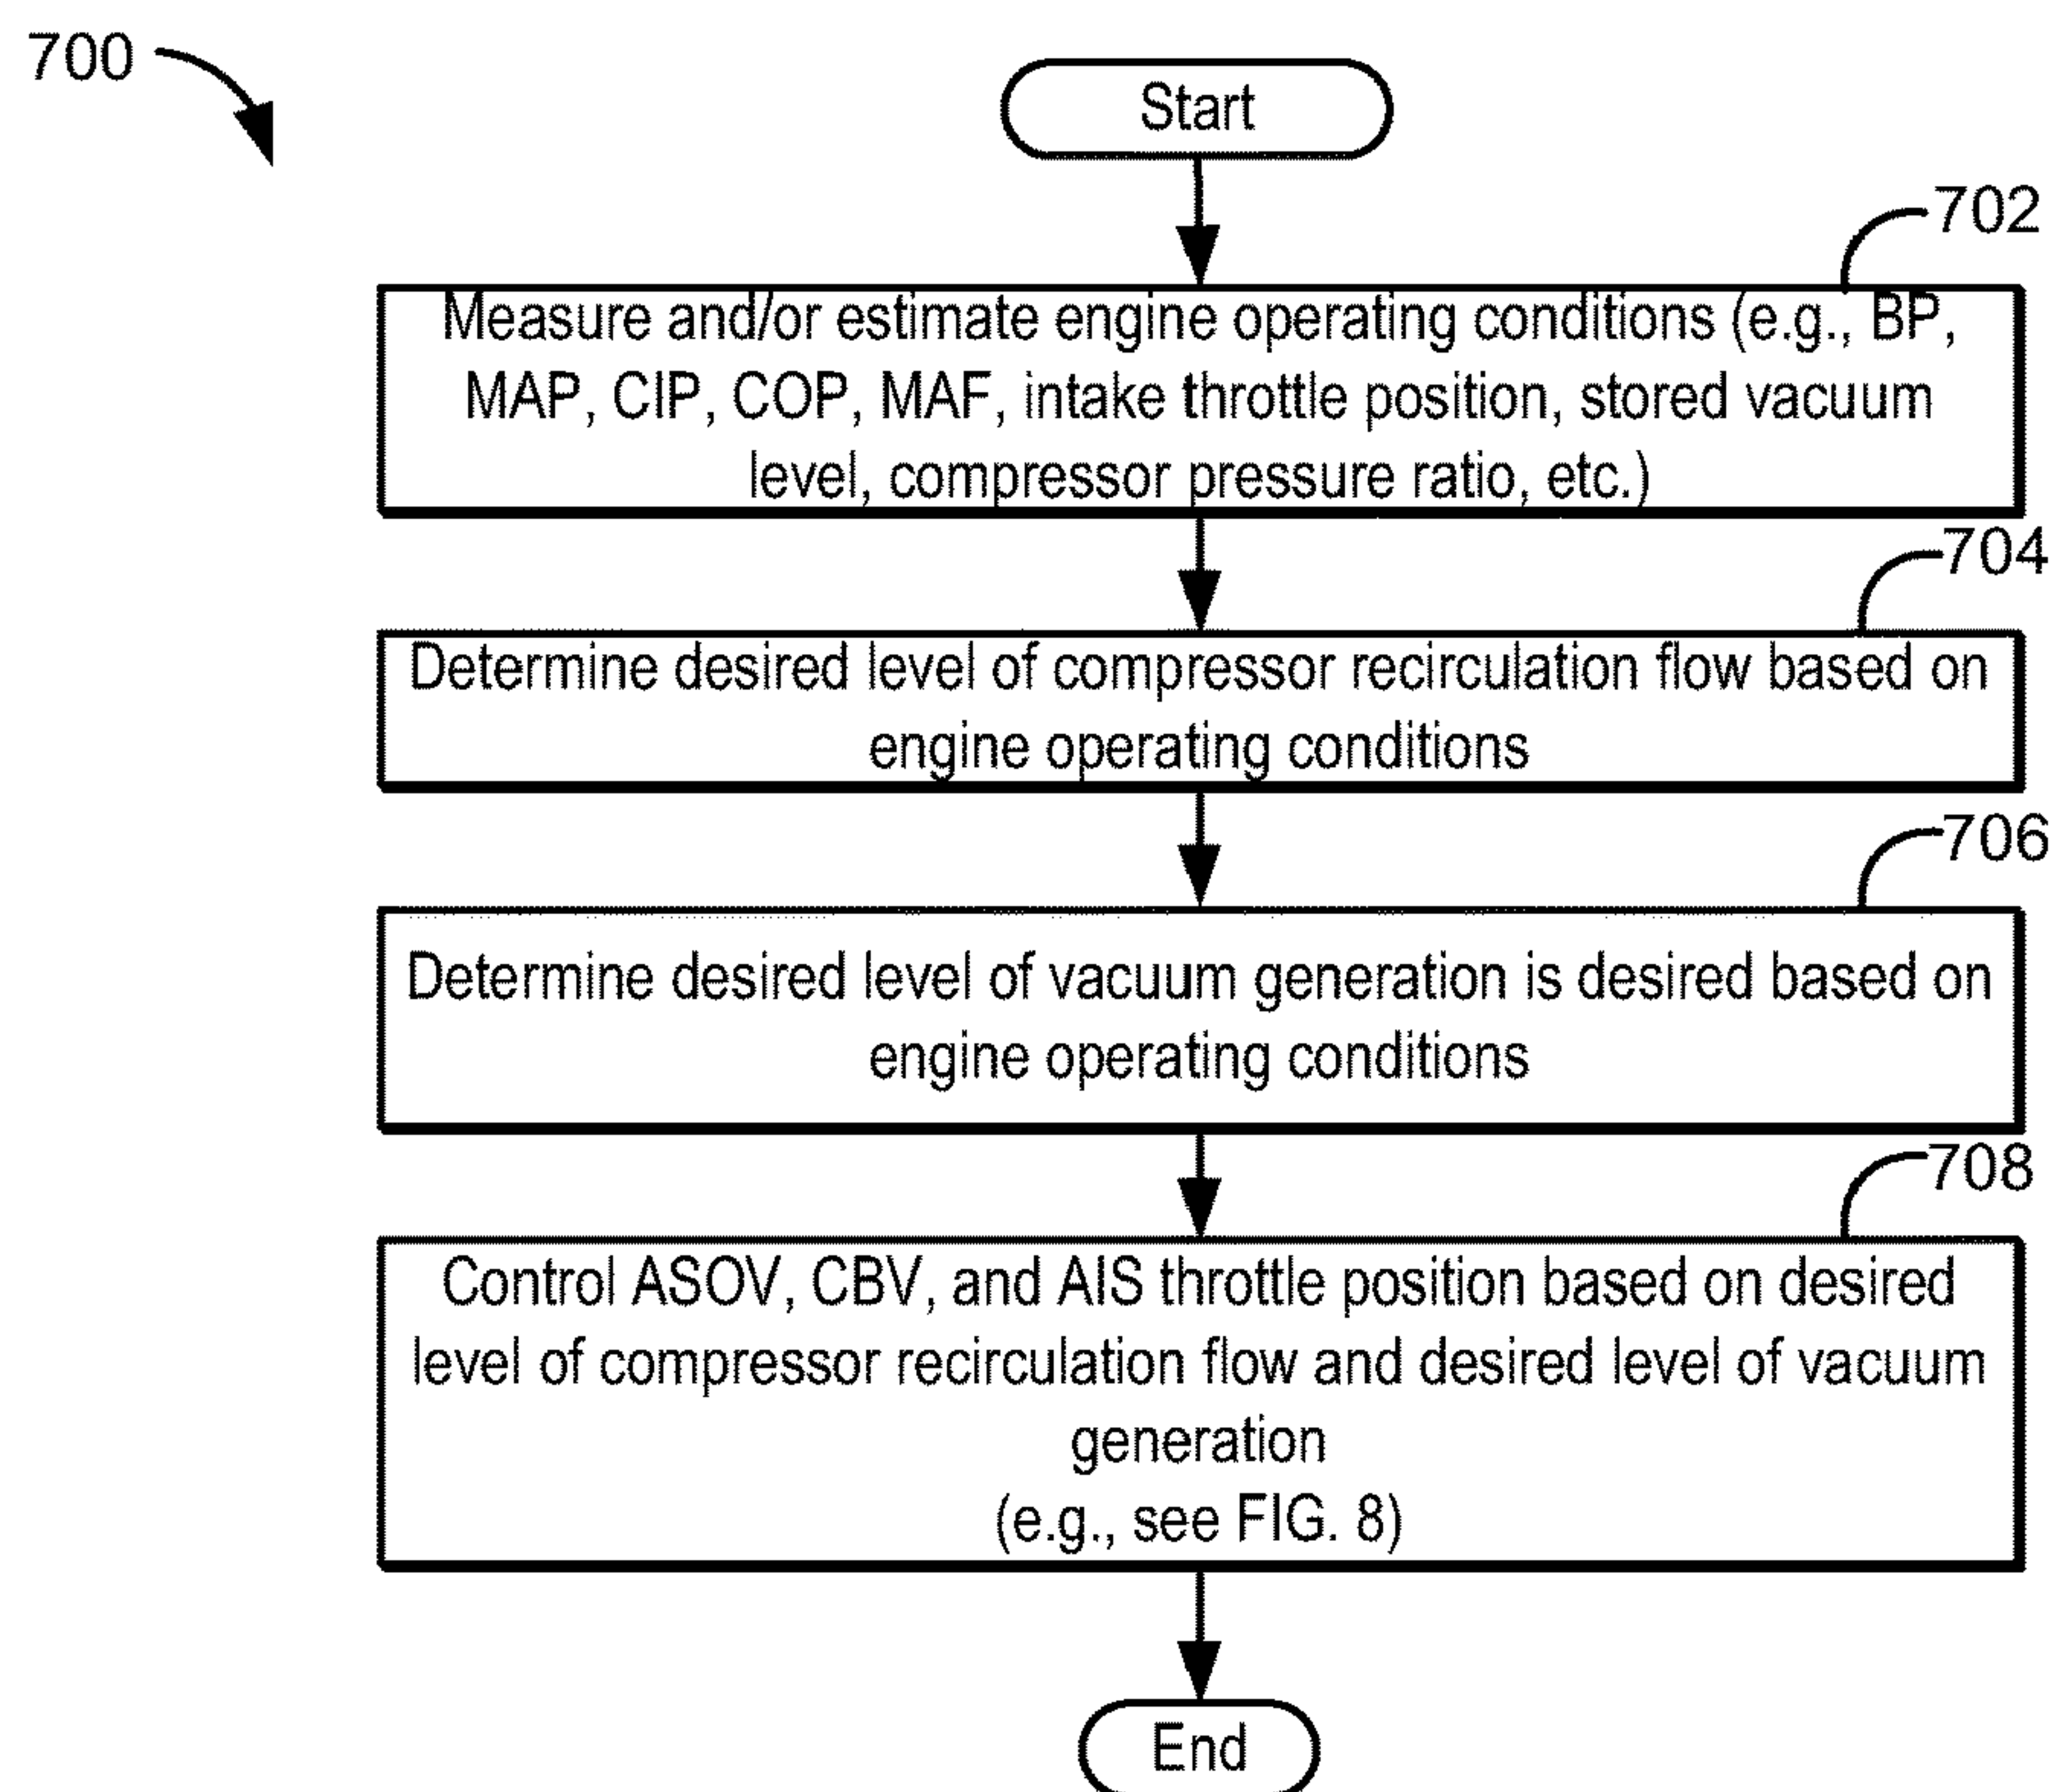 700
Start
702
Measure and/or estimate engine operating conditions (e.g., BP,
MAP, CIP, COP, MAF, intake throttle position, stored vacuum
level, compressor pressure ratio, etc.)
704
Determine desired level of compressor recirculation flow based on
engine operating conditions
706
Determine desired level of vacuum generation is desired based on
engine operating conditions
708
Control ASOV, CBV, and AIS throttle position based on desired
level of compressor recirculation flow and desired level of vacuum
generation
(e.g., see FIG. 8)
End